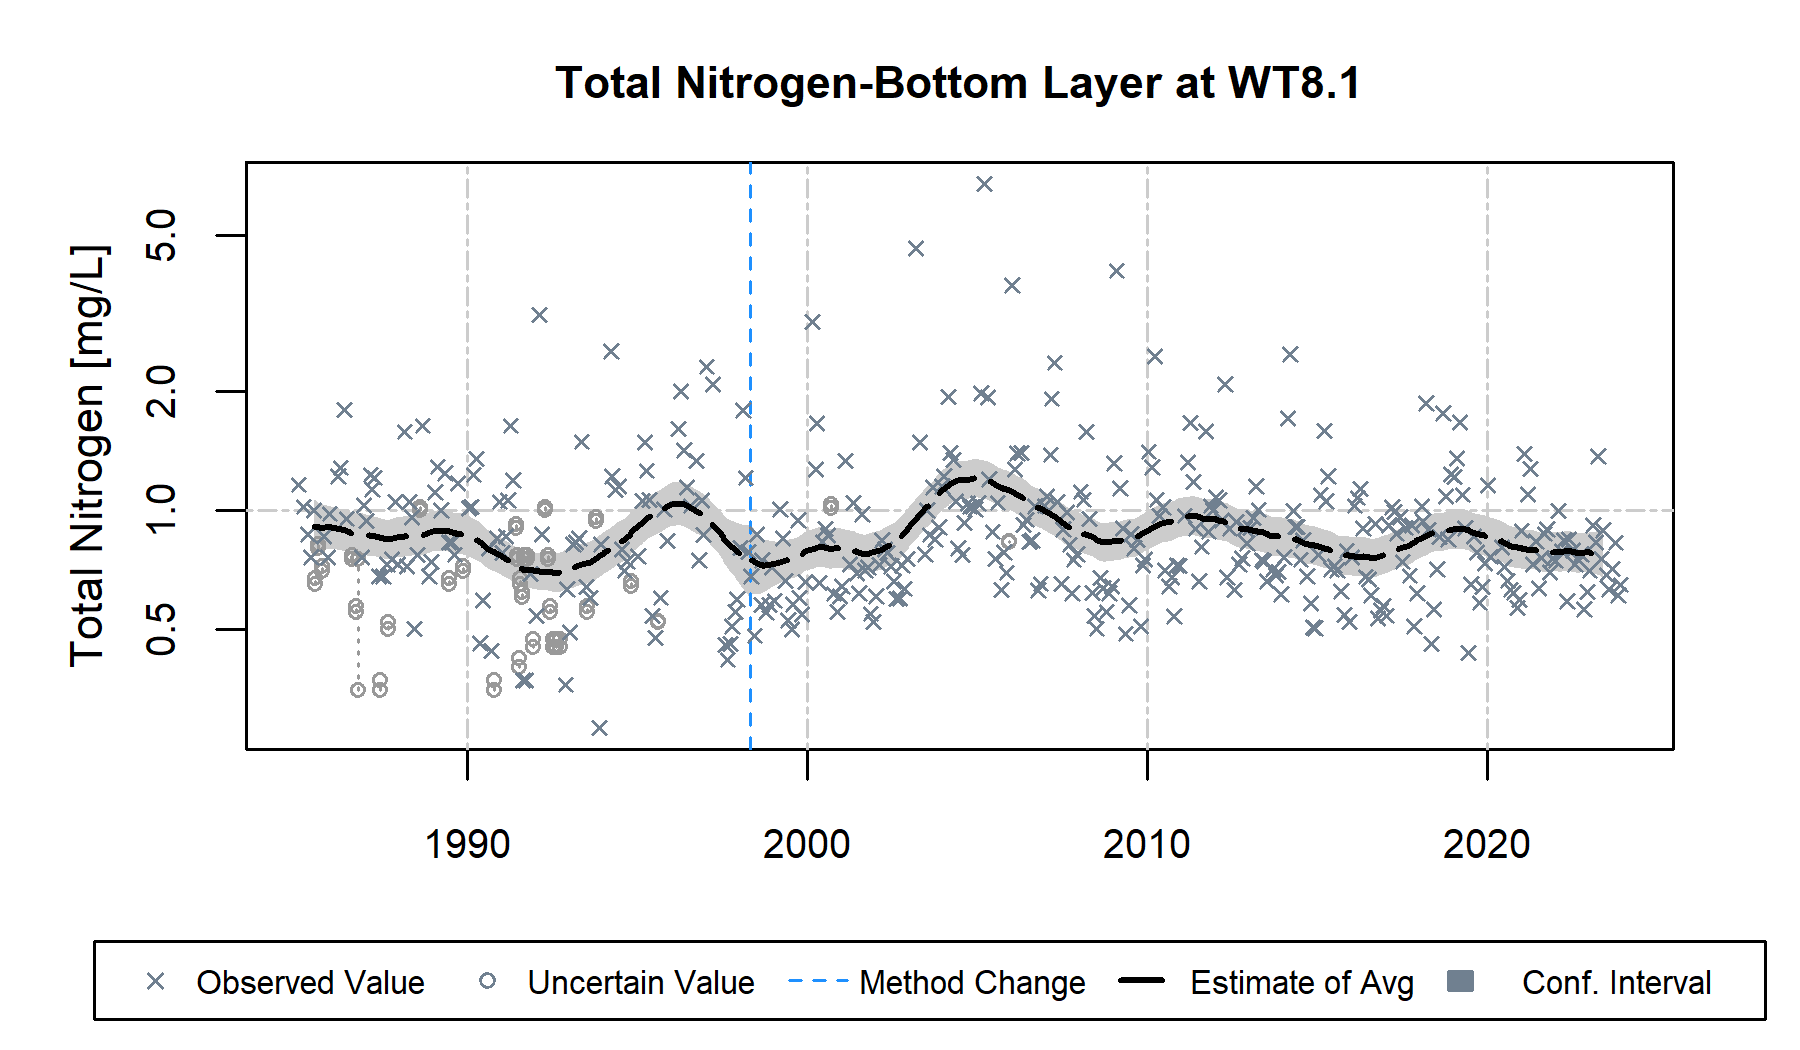 Total Nitrogen-Bottom Layer at WT8.1
Total Nitrogen [mg/L]
5.0
2.0
1.0
0.5
1990 2000 2010 2020
Observed Value Uncertain Value Method Change Estimate of Avg Conf. Interval